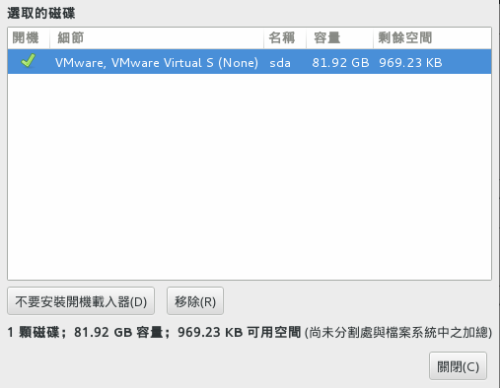 選取的磁碟
開機 細節 名稱 容量 剩餘空間
VMware, VMware Virtual S (None) sda 81.92 GB 969.23 KB
不要安裝開機載入器(D) 移除(R)
1 顆磁碟；81.92 GB 容量；969.23 KB 可用空間 (尚未分割處與檔案系統中之加總)
關閉(C)